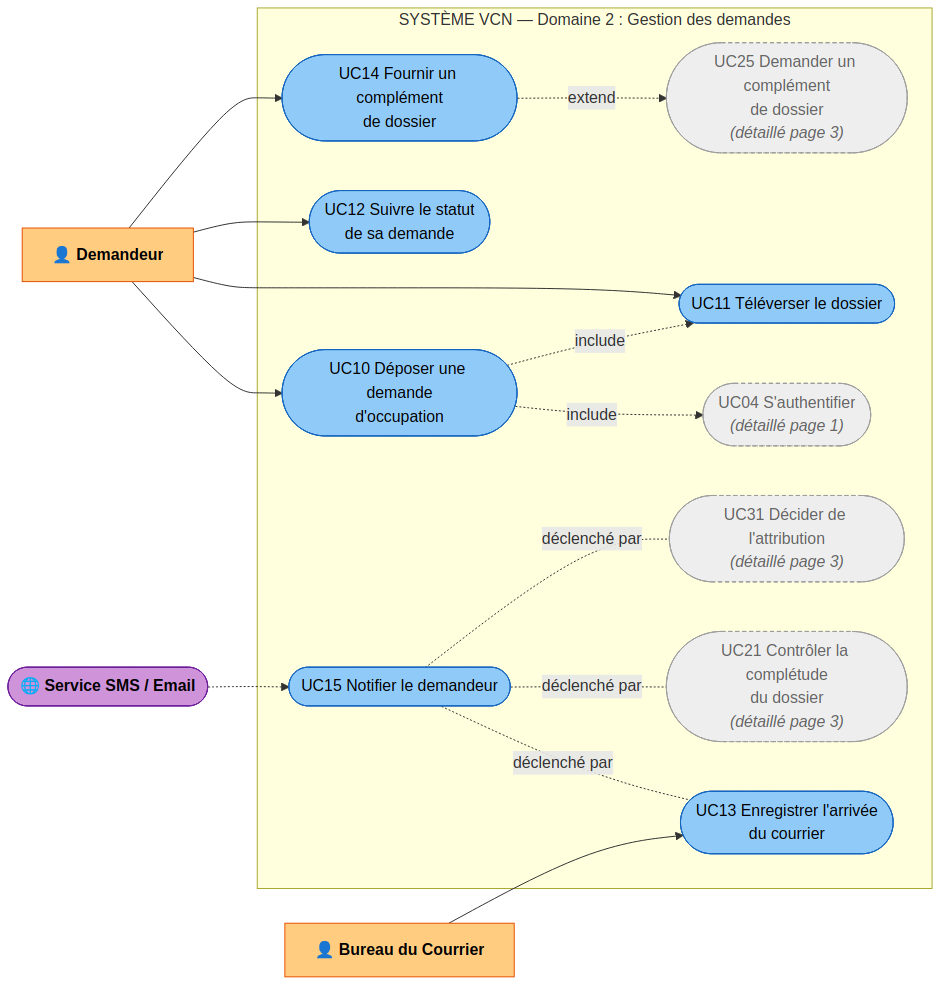 SYSTÈME VCN — Domaine 2 : Gestion des demandes
UC14 Fournir un
complément
de dossier
extend
UC25 Demander un
complément
de dossier
(détaillé page 3)
UC12 Suivre le statut
de sa demande
👤 Demandeur
UC11 Téléverser le dossier
include
UC10 Déposer une
demande
d'occupation
include
UC04 S'authentifier
(détaillé page 1)
déclenché par
UC31 Décider de
l'attribution
(détaillé page 3)
🌐 Service SMS / Email
UC15 Notifier le demandeur
déclenché par
UC21 Contrôler la
complétude
du dossier
(détaillé page 3)
déclenché par
UC13 Enregistrer l'arrivée
du courrier
👤 Bureau du Courrier